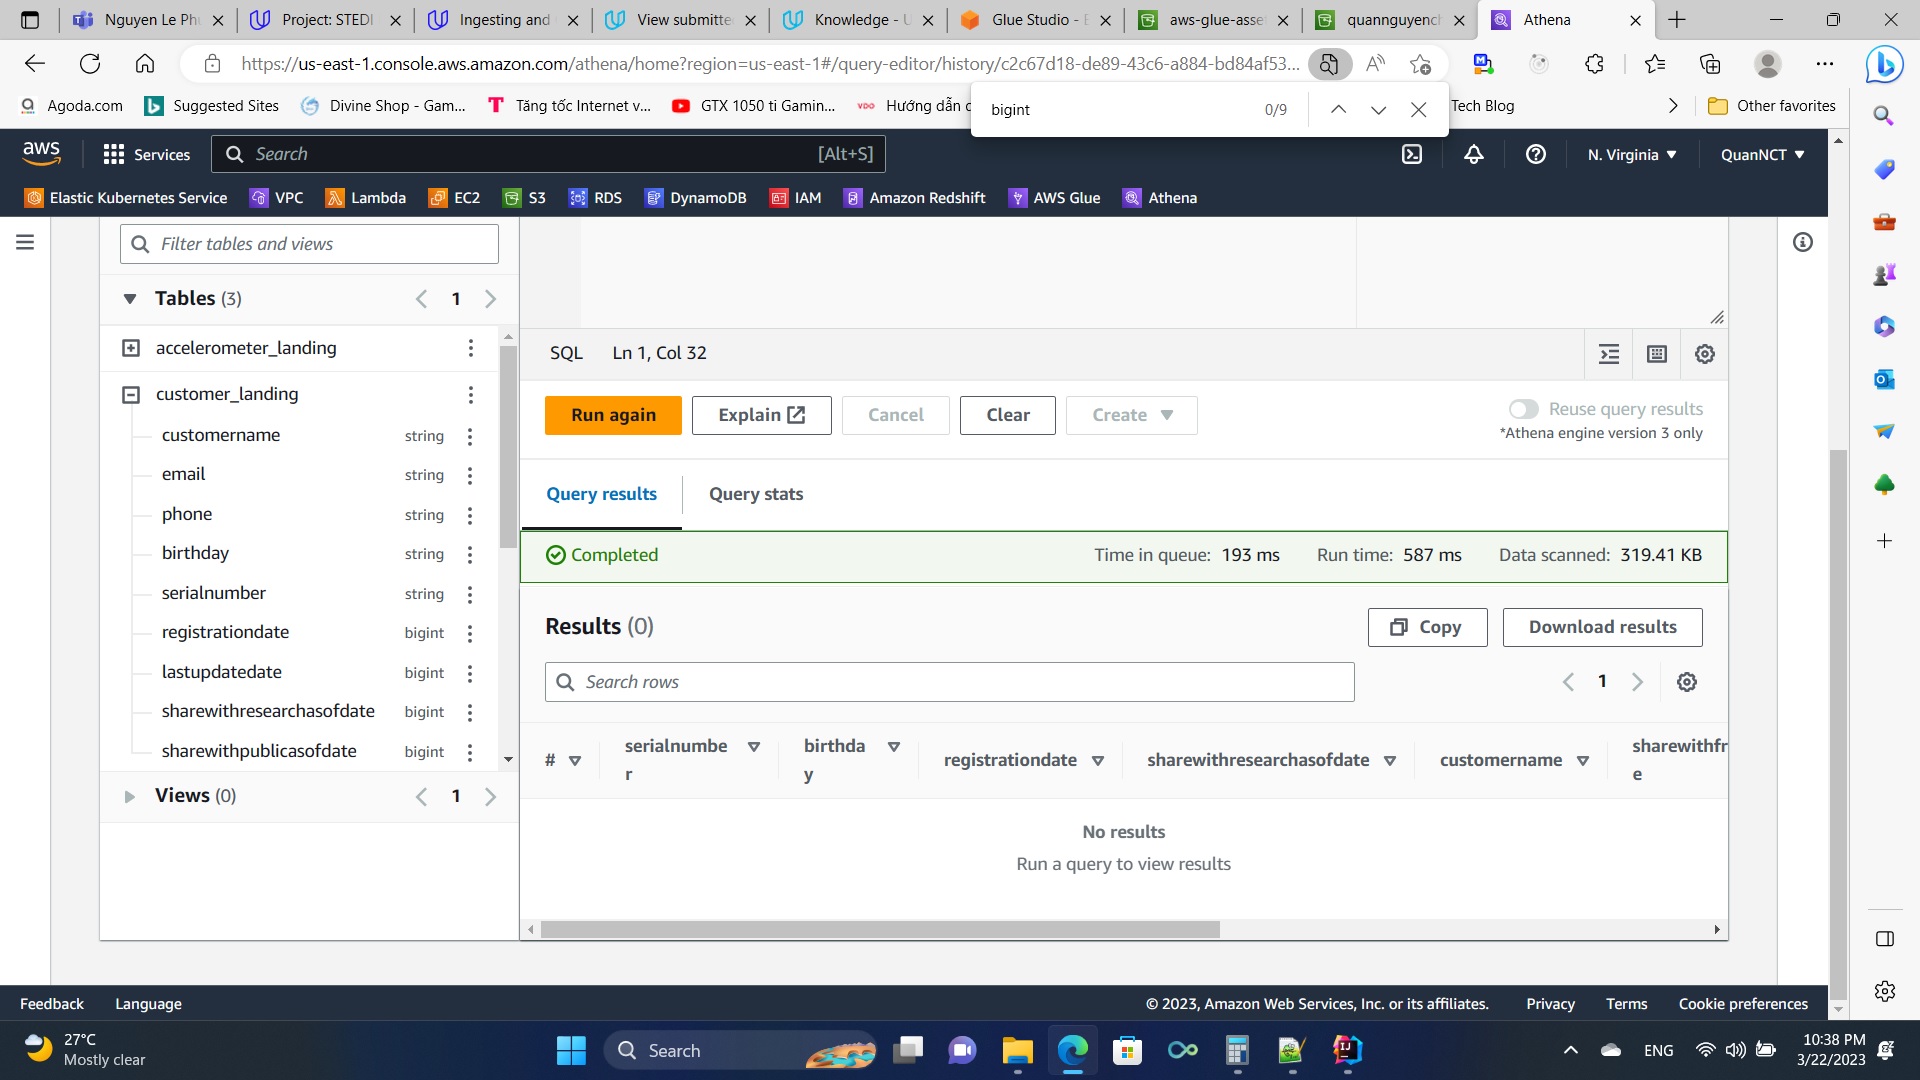 Nguyen Le Ph
Project: STEDI
Ingesting and
View submitte
Knowledge - U
Glue Studio - E
aws-glue-asse
quannguyench
Athena
https://us-east-1.console.aws.amazon.com/athena/home?region=us-east-1#/query-editor/history/c2c67d18-de89-43c6-a884-bd84af53...
Agoda.com
Suggested Sites
Divine Shop - Gam...
Tăng tốc Internet v...
GTX 1050 ti Gamin...
Hướng dẫn
Tech Blog
Other favorites
bigint
0/9
aws
Services
Search
[Alt+S]
N. Virginia
QuanNCT
Elastic Kubernetes Service
VPC
Lambda
EC2
S3
RDS
DynamoDB
IAM
Amazon Redshift
AWS Glue
Athena
Filter tables and views
Tables (3)
1
accelerometer_landing
customer_landing
customername string
email string
phone string
birthday string
serialnumber string
registrationdate bigint
lastupdatedate bigint
sharewithresearchasofdate bigint
sharewithpublicasofdate bigint
Views (0)
1
SQL
Ln 1, Col 32
Run again
Explain
Cancel
Clear
Create
Reuse query results
*Athena engine version 3 only
Query results
Query stats
Completed
Time in queue: 193 ms
Run time: 587 ms
Data scanned: 319.41 KB
Results (0)
Copy
Download results
Search rows
1
#
serialnumbe
r
birthda
y
registrationdate
sharewithresearchasofdate
customername
sharewithfr
e
No results
Run a query to view results
Feedback
Language
© 2023, Amazon Web Services, Inc. or its affiliates.
Privacy
Terms
Cookie preferences
27°C
Mostly clear
Search
ENG
10:38 PM
3/22/2023